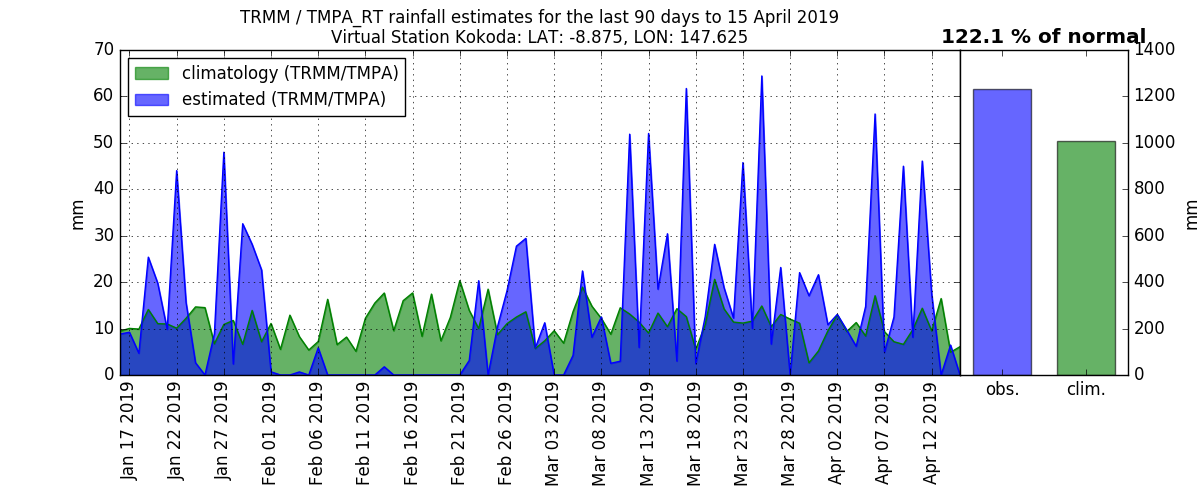 TRMM / TMPA_RT rainfall estimates for the last 90 days to 15 April 2019
Virtual Station Kokoda: LAT: -8.875, LON: 147.625
122.1 % of normal
climatology (TRMM/TMPA)
estimated (TRMM/TMPA)
mm
70
60
50
40
30
20
10
0
1400
1200
1000
800
600
400
200
0
mm
Jan 17 2019
Jan 22 2019
Jan 27 2019
Feb 01 2019
Feb 06 2019
Feb 11 2019
Feb 16 2019
Feb 21 2019
Feb 26 2019
Mar 03 2019
Mar 08 2019
Mar 13 2019
Mar 18 2019
Mar 23 2019
Mar 28 2019
Apr 02 2019
Apr 07 2019
Apr 12 2019
obs.
clim.